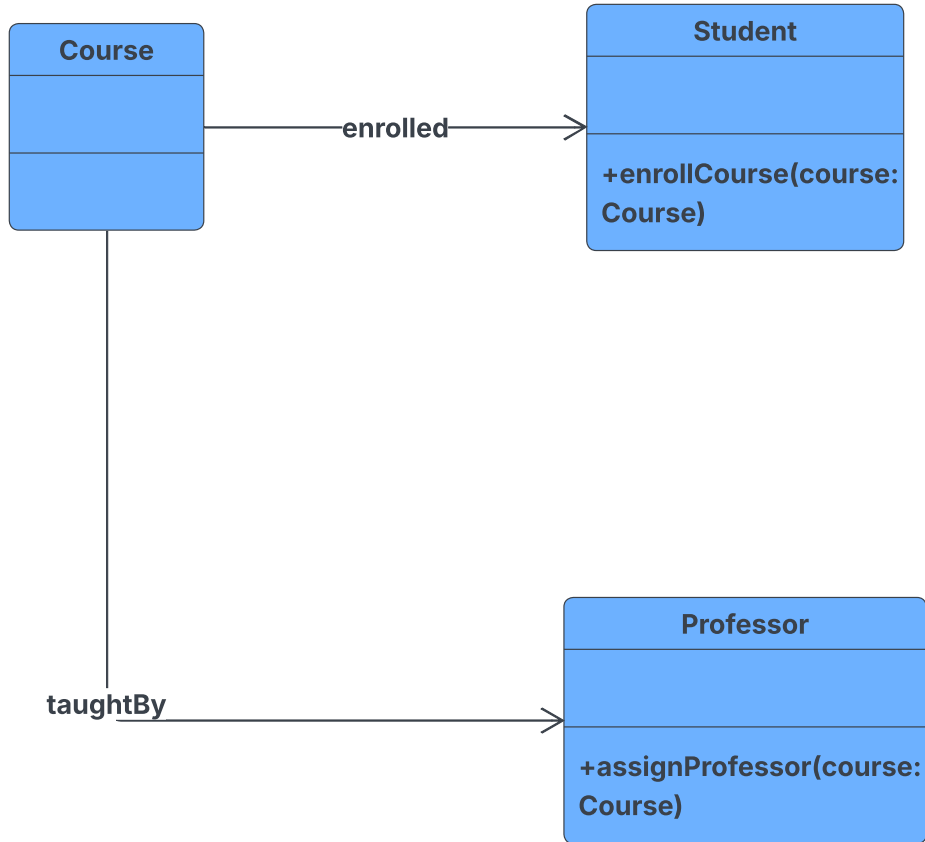 Course
Student
enrolled
+enrollCourse(course:
Course)
taughtBy
Professor
+assignProfessor(course:
Course)